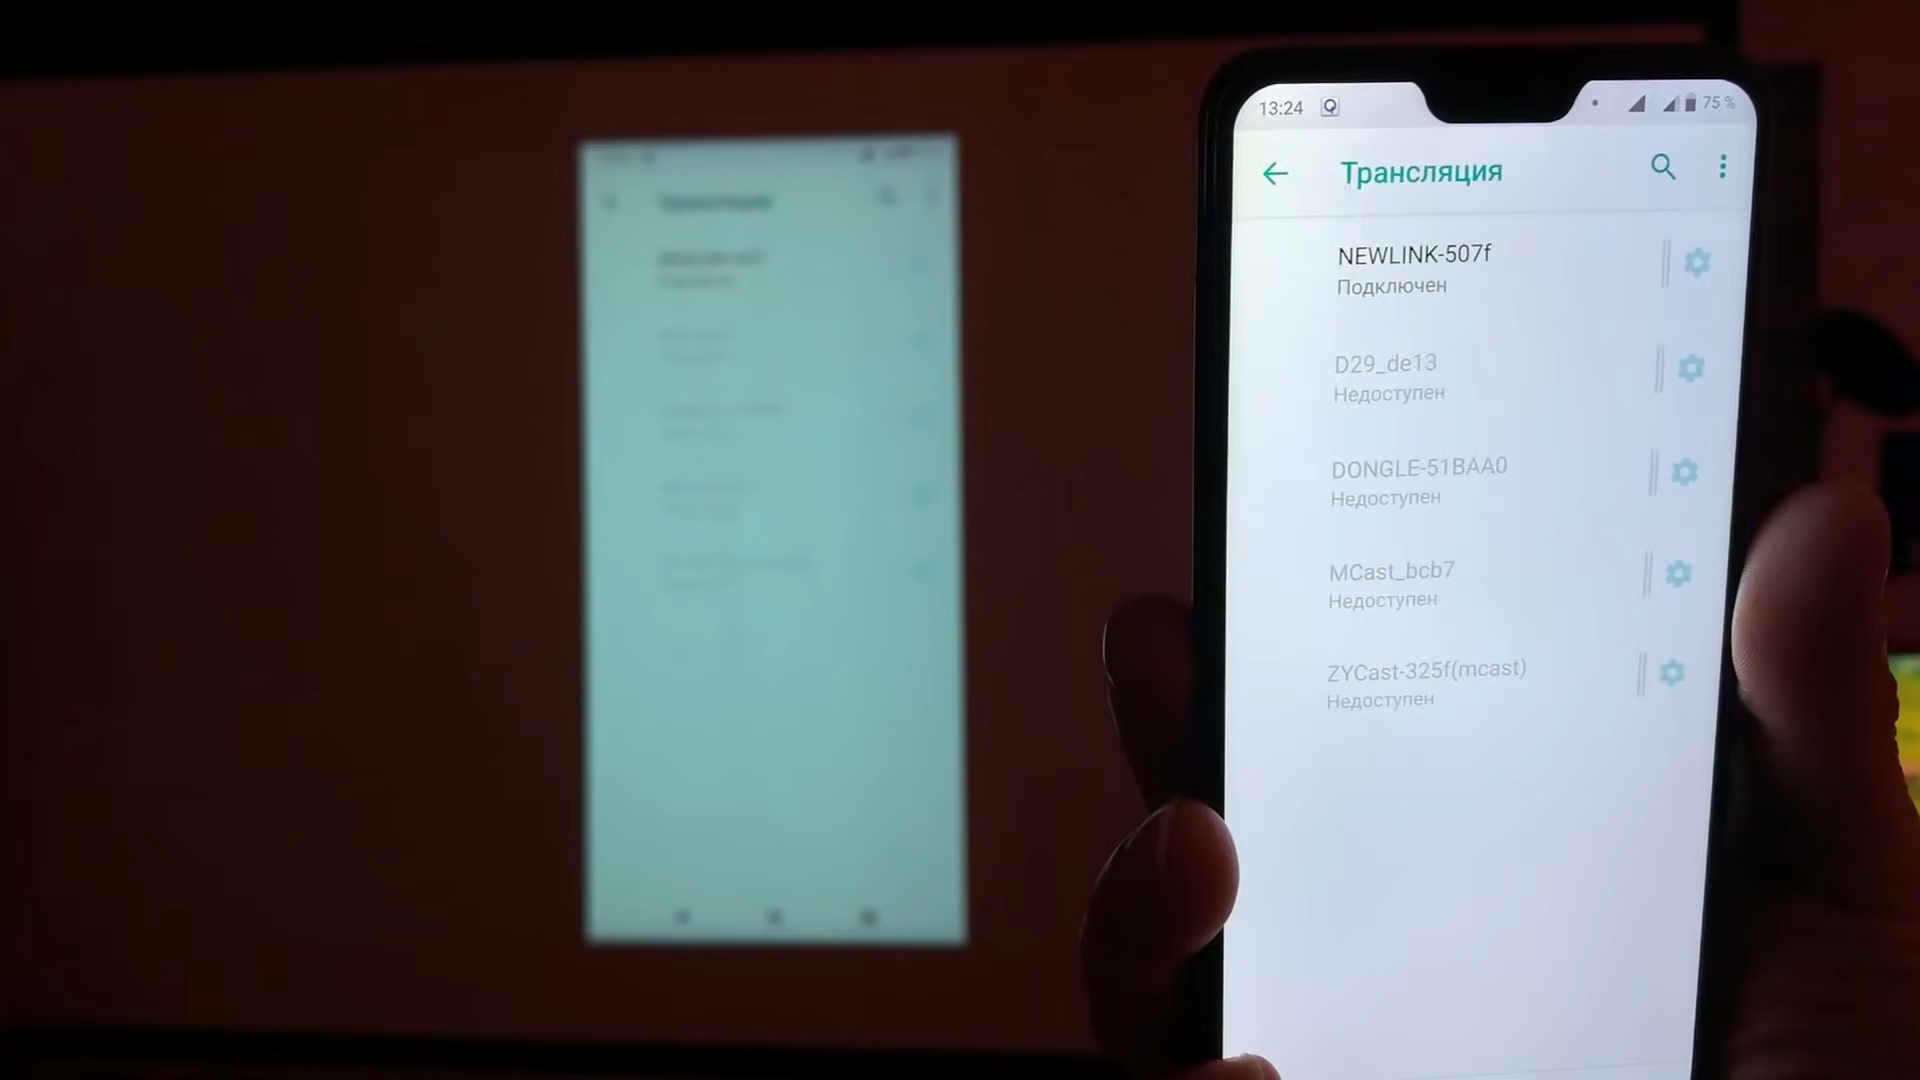 13:24
75 %
Трансляция
NEWLINK-507f
Подключен
D29_de13
Недоступен
DONGLE-51BAA0
Недоступен
MCast_bcb7
Недоступен
ZYCast-325f(mcast)
Недоступен